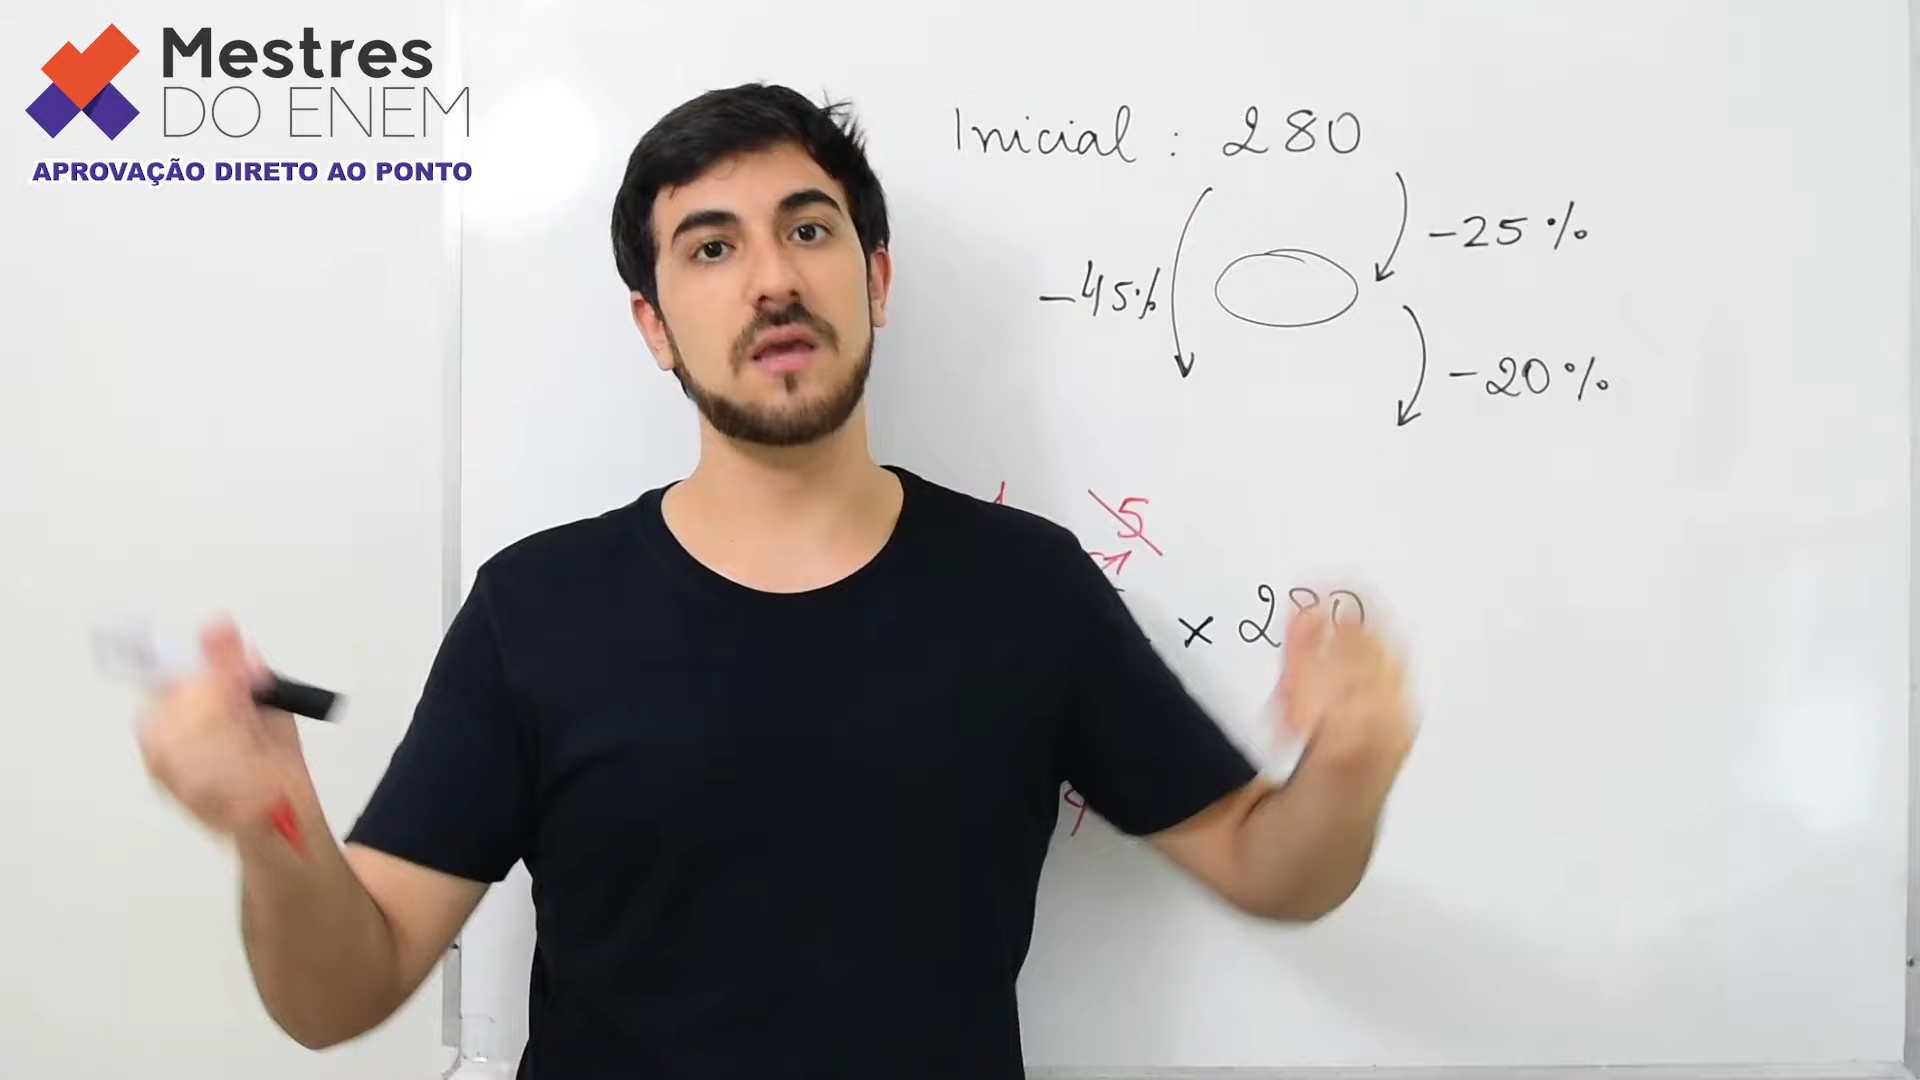 Mestres
DO ENEM
APROVAÇÃO DIRETO AO PONTO
Inicial : 280
-25%
-45%
-20%
5
× 280